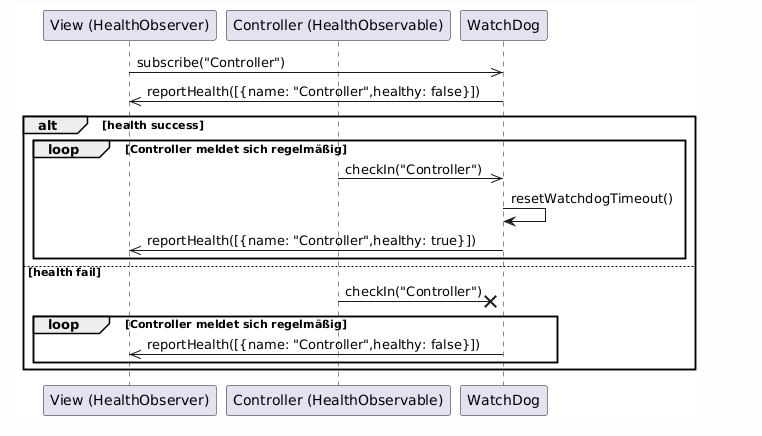 View (HealthObserver) Controller (HealthObservable) WatchDog
subscribe("Controller")
reportHealth([{name: "Controller",healthy: false}])
alt [health success]
loop [Controller meldet sich regelmäßig]
checkIn("Controller")
resetWatchdogTimeout()
reportHealth([{name: "Controller",healthy: true}])
[health fail]
checkIn("Controller")
loop [Controller meldet sich regelmäßig]
reportHealth([{name: "Controller",healthy: false}])
View (HealthObserver) Controller (HealthObservable) WatchDog